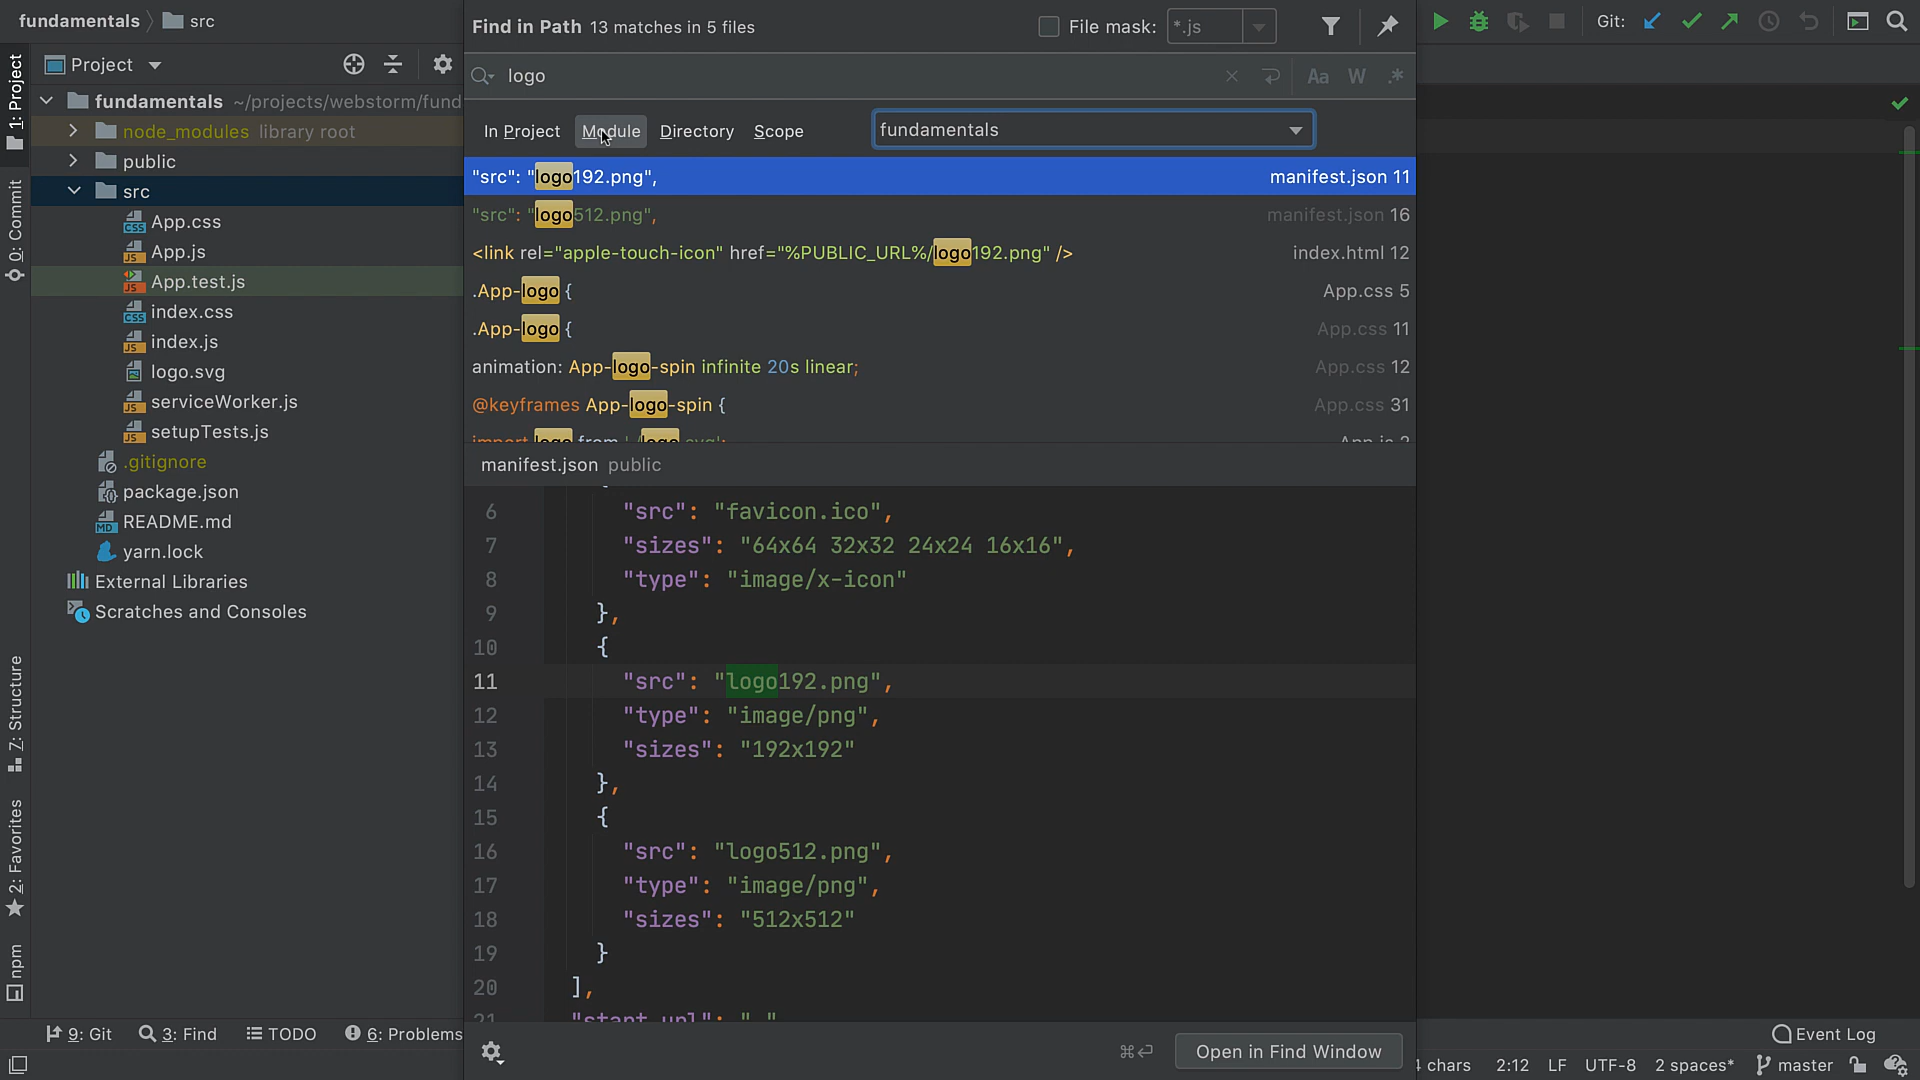 fundamentals src
Find in Path 13 matches in 5 files
File mask: *.js
Git:
1: Project
0: Commit
7: Structure
2: Favorites
npm
Project
logo
Aa W .*
fundamentals ~/projects/webstorm/fund
node_modules library root
public
src
App.css
App.js
App.test.js
index.css
index.js
logo.svg
serviceWorker.js
setupTests.js
.gitignore
package.json
README.md
yarn.lock
External Libraries
Scratches and Consoles
In Project Module Directory Scope fundamentals
"src": "logo192.png", manifest.json 11
"src": "logo512.png", manifest.json 16
<link rel="apple-touch-icon" href="%PUBLIC_URL%/logo192.png" /> index.html 12
.App-logo { App.css 5
.App-logo { App.css 11
animation: App-logo-spin infinite 20s linear; App.css 12
@keyframes App-logo-spin { App.css 31
import logo from './logo.svg'; App.js 2
manifest.json public
6 "src": "favicon.ico",
7 "sizes": "64x64 32x32 24x24 16x16",
8 "type": "image/x-icon"
9 },
10 {
11 "src": "logo192.png",
12 "type": "image/png",
13 "sizes": "192x192"
14 },
15 {
16 "src": "logo512.png",
17 "type": "image/png",
18 "sizes": "512x512"
19 }
20 ],
21 "start_url": "."
9: Git 3: Find TODO 6: Problems
⌘↩ Open in Find Window
Event Log
chars 2:12 LF UTF-8 2 spaces* master